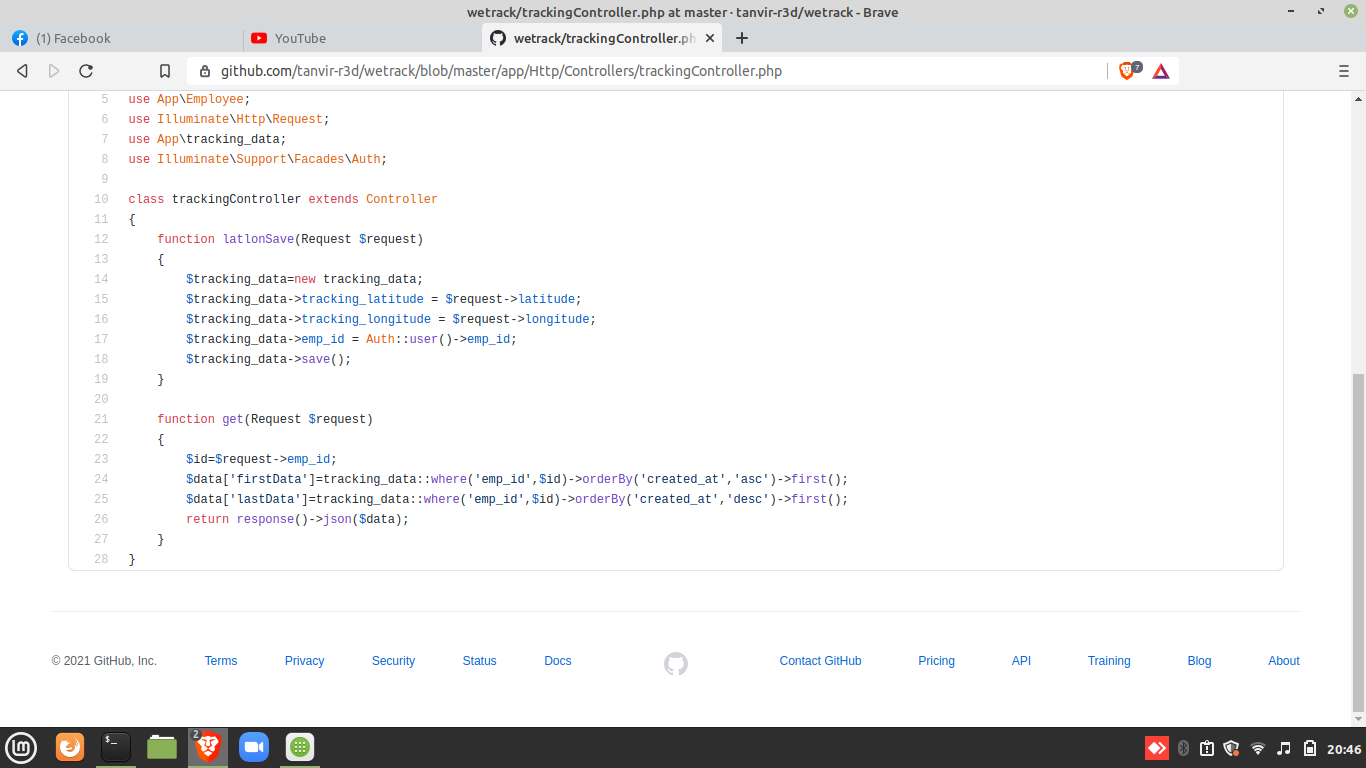 wetrack/trackingController.php at master · tanvir-r3d/wetrack - Brave
(1) Facebook
YouTube
wetrack/trackingController.ph
github.com/tanvir-r3d/wetrack/blob/master/app/Http/Controllers/trackingController.php
7
5 use App\Employee;
6 use Illuminate\Http\Request;
7 use App\tracking_data;
8 use Illuminate\Support\Facades\Auth;
9
10 class trackingController extends Controller
11 {
12     function latlonSave(Request $request)
13     {
14         $tracking_data=new tracking_data;
15         $tracking_data->tracking_latitude = $request->latitude;
16         $tracking_data->tracking_longitude = $request->longitude;
17         $tracking_data->emp_id = Auth::user()->emp_id;
18         $tracking_data->save();
19     }
20
21     function get(Request $request)
22     {
23         $id=$request->emp_id;
24         $data['firstData']=tracking_data::where('emp_id',$id)->orderBy('created_at','asc')->first();
25         $data['lastData']=tracking_data::where('emp_id',$id)->orderBy('created_at','desc')->first();
26         return response()->json($data);
27     }
28 }
© 2021 GitHub, Inc. Terms Privacy Security Status Docs Contact GitHub Pricing API Training Blog About
$_
2
20:46